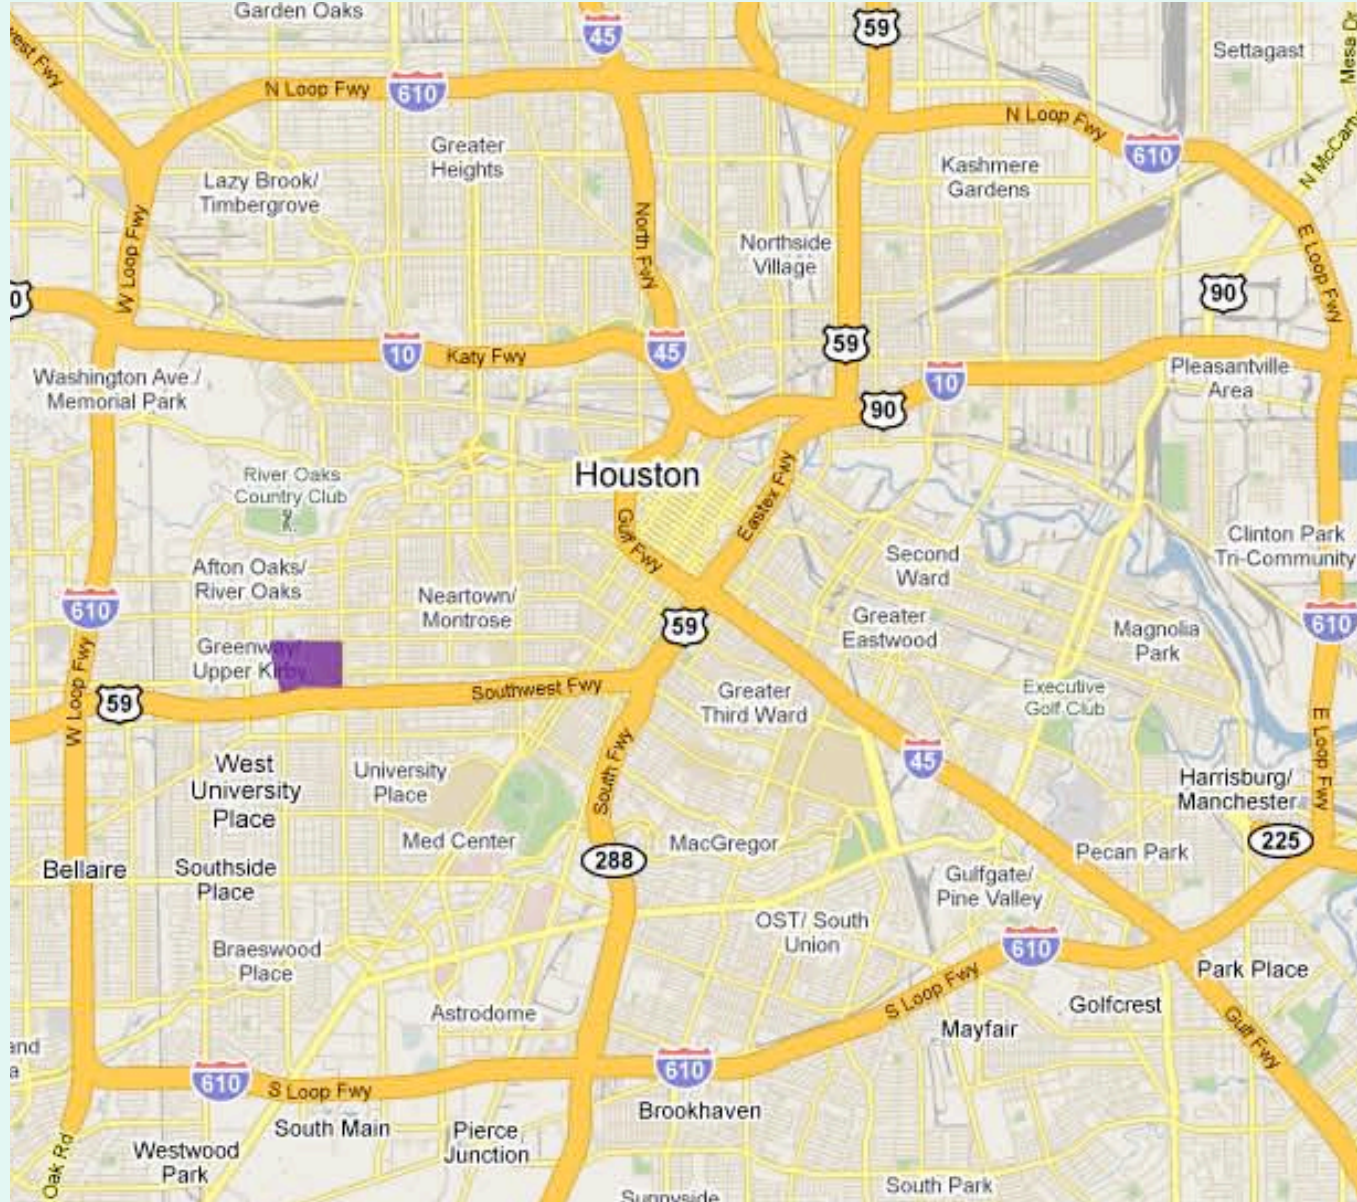 Garden Oaks
45
59
Settagast
Mesa Dr
west Fwy
N Loop Fwy
610
N Loop Fwy
610
Greater
Heights
Kashmere
Gardens
Lazy Brook/
Timbergrove
W Loop Fwy
North Fwy
Northside
Village
E Loop Fwy
90
59
45
10
Katy Fwy
10
90
Pleasantville
Area
Washington Ave./
Memorial Park
River Oaks
Country Club
Houston
Eastex Fwy
Gulf Fwy
Clinton Park
Tri-Community
Second
Ward
Afton Oaks/
River Oaks
Neartown/
Montrose
610
59
Greater
Eastwood
Magnolia
Park
610
Greenway/
Upper Kirby
W Loop Fwy
59
Southwest Fwy
Greater
Third Ward
Executive
Golf Club
E Loop Fwy
South Fwy
45
West
University
Place
University
Place
Harrisburg/
Manchester
225
Med Center
288
MacGregor
Pecan Park
Bellaire
Southside
Place
Gulfgate/
Pine Valley
OST/ South
Union
610
Braeswood
Place
Park Place
S Loop Fwy
Golfcrest
Astrodome
Mayfair
Gulf Fwy
610
S Loop Fwy
610
Brookhaven
South Main
Pierce
Junction
Westwood
Park
Oak Rd
South Park
Sunnyside